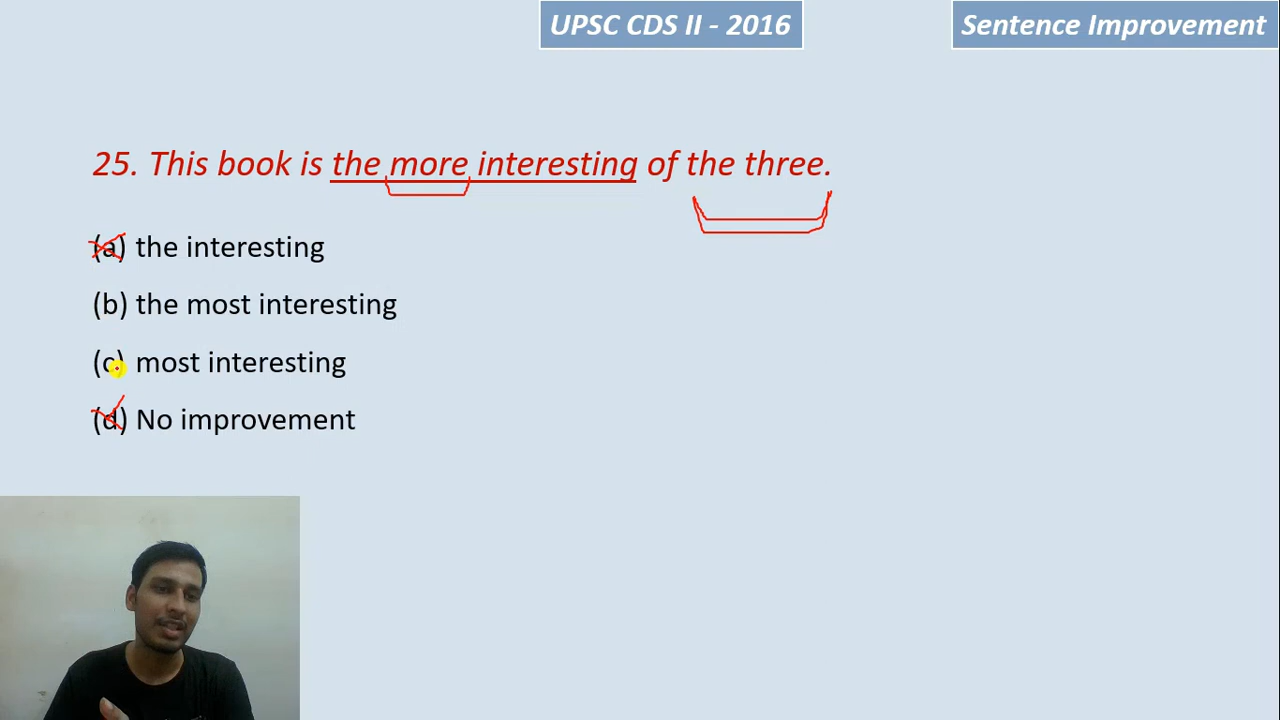 UPSC CDS II - 2016
Sentence Improvement
25. This book is the more interesting of the three.
(a) the interesting
(b) the most interesting
(c) most interesting
(d) No improvement